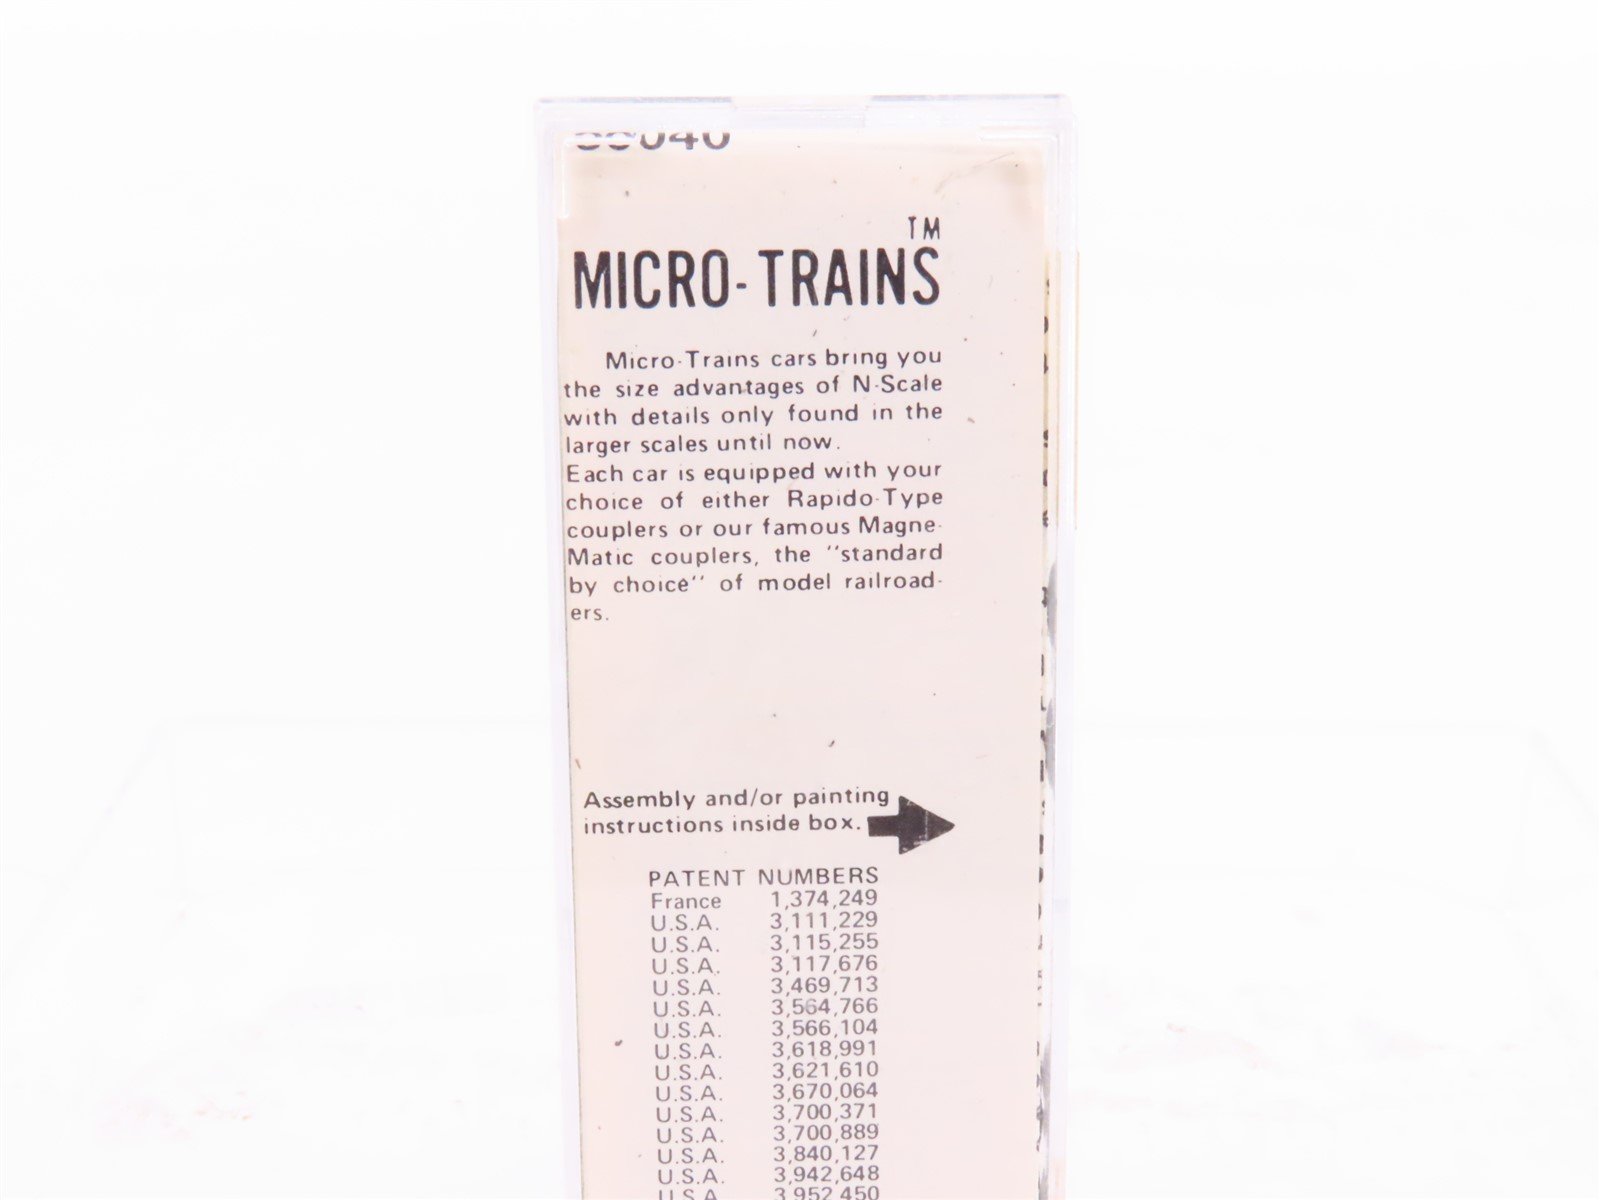 TM
MICRO-TRAINS
Micro-Trains cars bring you
the size advantages of N-Scale
with details only found in the
larger scales until now.
Each car is equipped with your
choice of either Rapido-Type
couplers or our famous Magne-
Matic couplers, the "standard
by choice" of model railroad-
ers.
Assembly and/or painting
instructions inside box.
PATENT NUMBERS
France 1,374,249
U.S.A. 3,111,229
U.S.A. 3,115,255
U.S.A. 3,117,676
U.S.A. 3,469,713
U.S.A. 3,564,766
U.S.A. 3,566,104
U.S.A. 3,618,991
U.S.A. 3,621,610
U.S.A. 3,670,064
U.S.A. 3,700,371
U.S.A. 3,700,889
U.S.A. 3,840,127
U.S.A. 3,942,648
U.S.A. 3,952,450